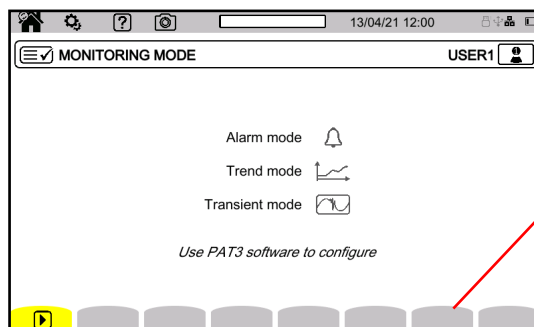 ?
13/04/21 12:00
MONITORING MODE
USER1
Alarm mode
Trend mode
Transient mode
Use PAT3 software to configure